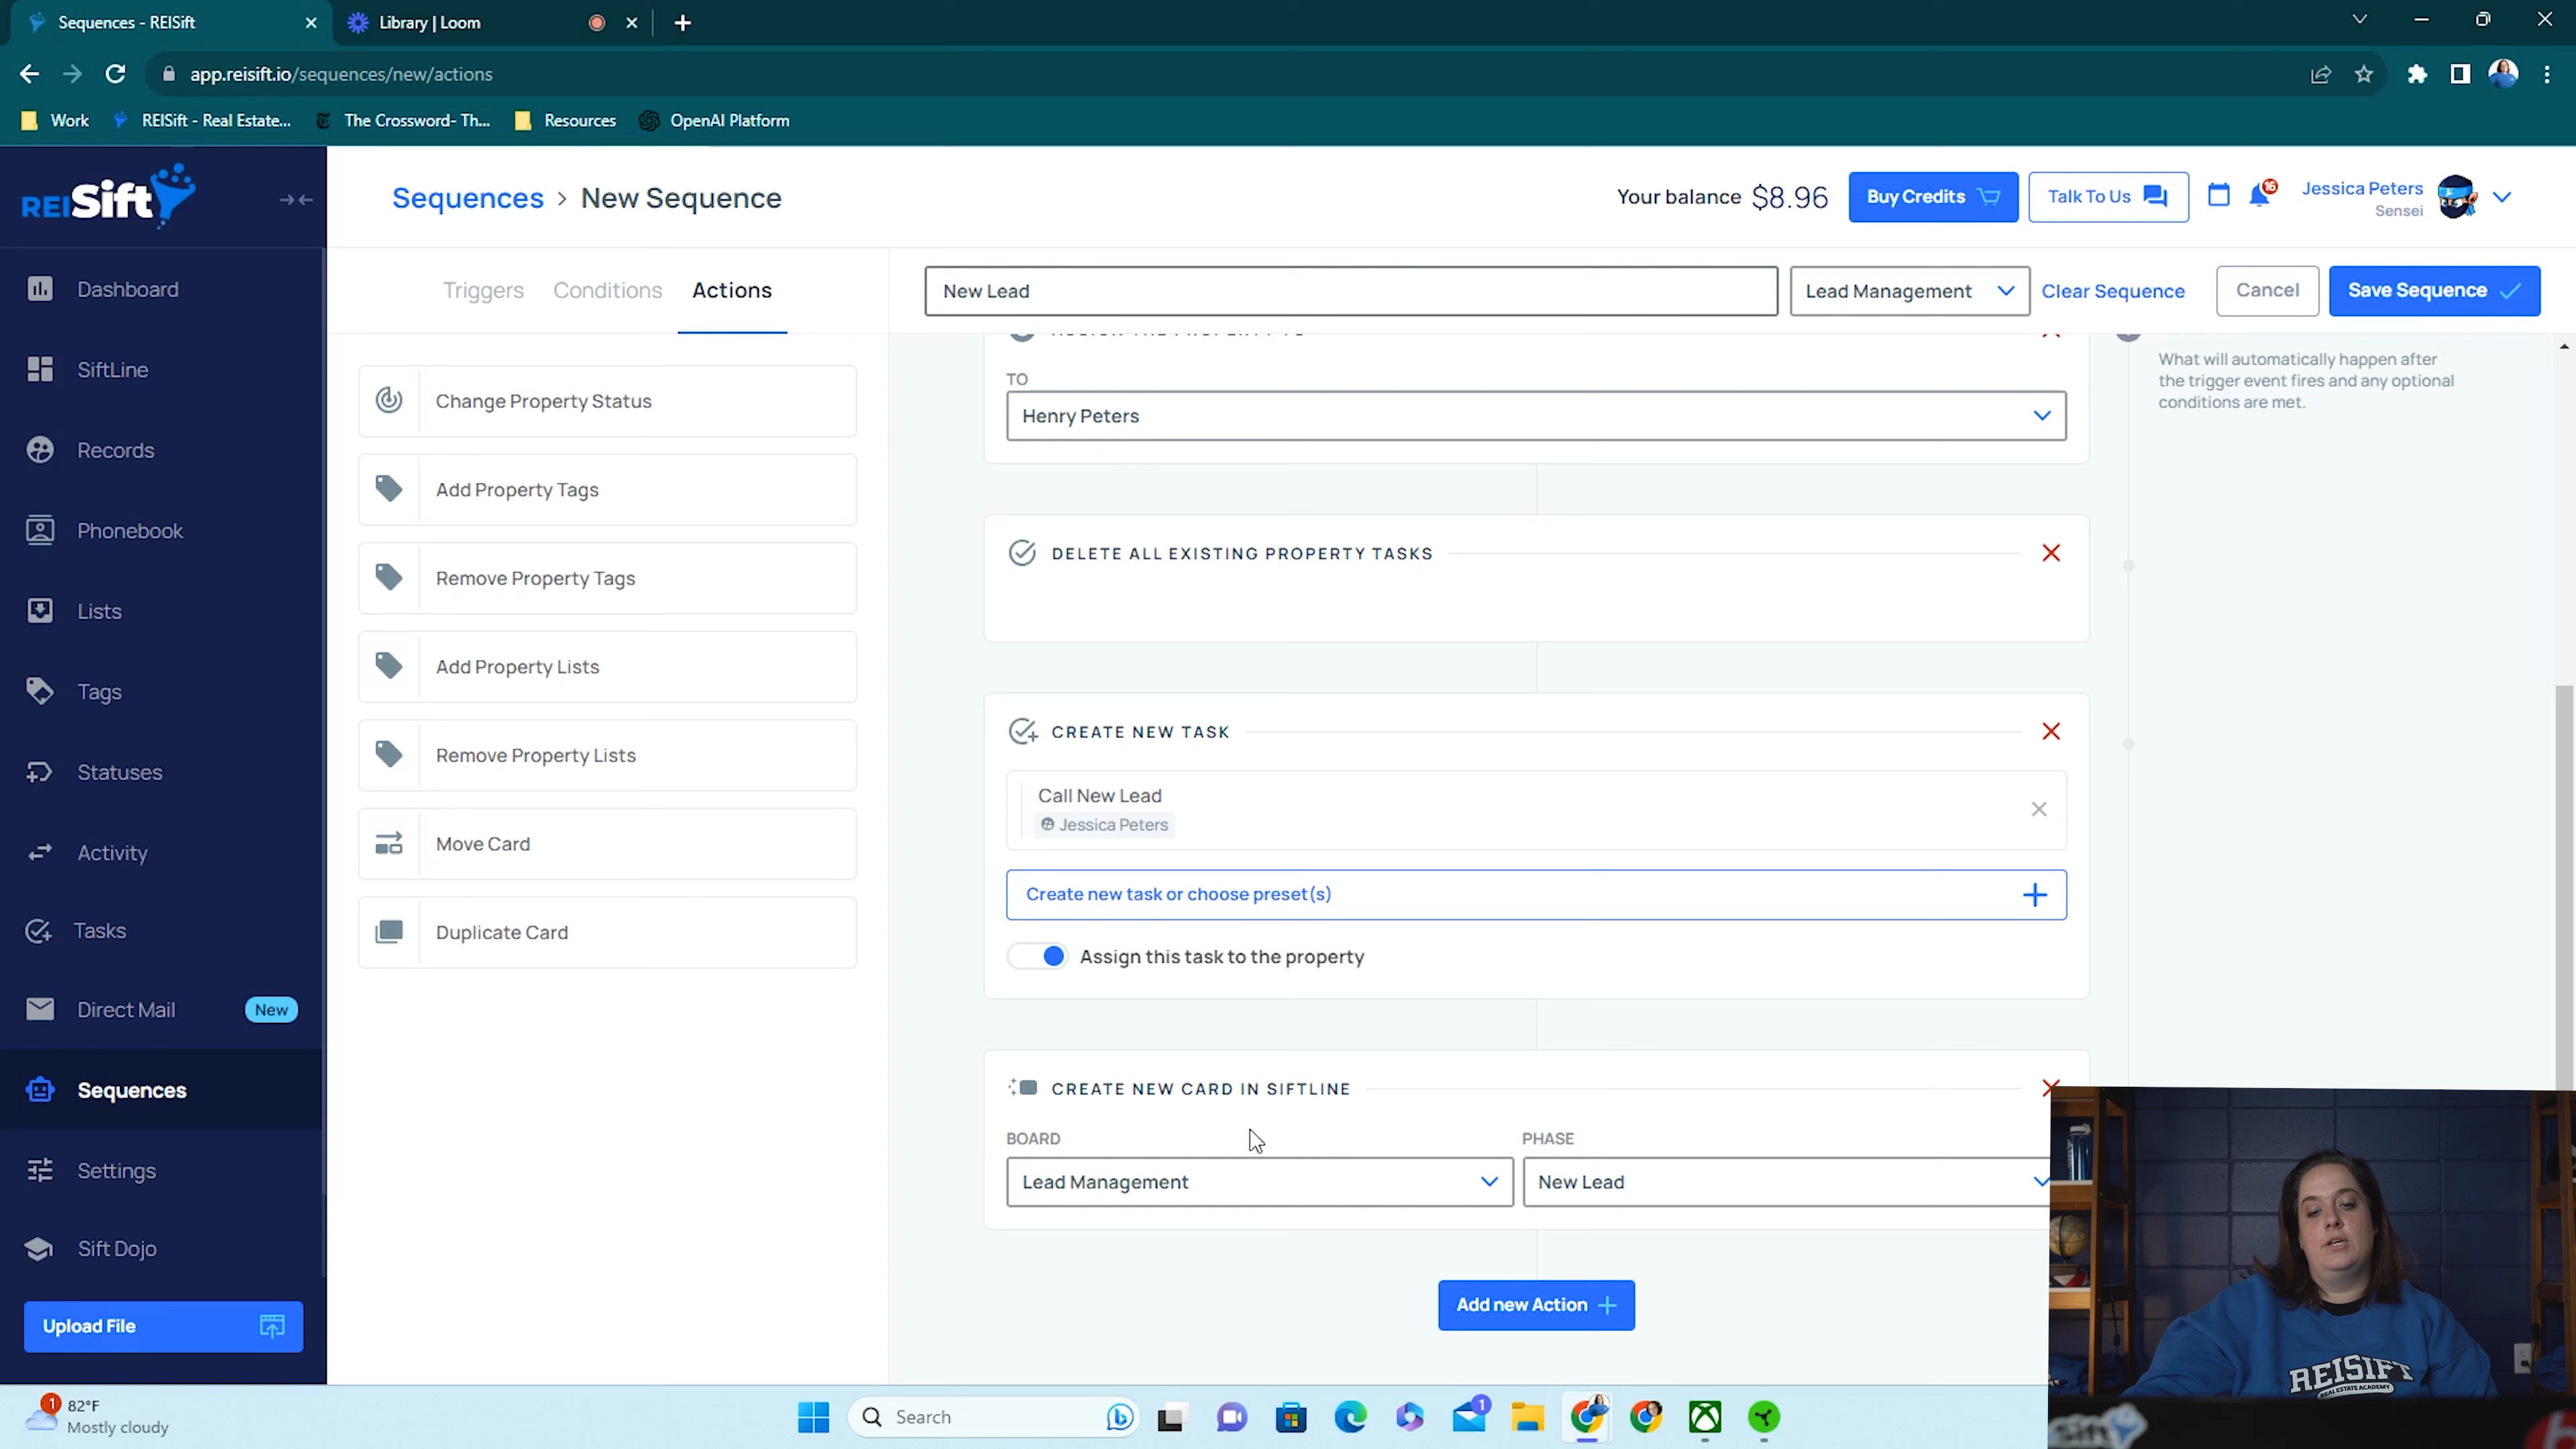 Sequences - REISift
Library | Loom
app.reisift.io/sequences/new/actions
Work
REISift - Real Estate...
The Crossword- Th...
Resources
OpenAI Platform
REISift
Sequences > New Sequence
Your balance $8.96
Buy Credits
Talk To Us
16
Jessica Peters
Sensei
Dashboard
SiftLine
Records
Phonebook
Lists
Tags
Statuses
Activity
Tasks
Direct Mail
New
Sequences
Settings
Sift Dojo
Upload File
Triggers
Conditions
Actions
Change Property Status
Add Property Tags
Remove Property Tags
Add Property Lists
Remove Property Lists
Move Card
Duplicate Card
New Lead
Lead Management
Clear Sequence
Cancel
Save Sequence
TO
Henry Peters
DELETE ALL EXISTING PROPERTY TASKS
CREATE NEW TASK
Call New Lead
Jessica Peters
Create new task or choose preset(s)
Assign this task to the property
CREATE NEW CARD IN SIFTLINE
BOARD
PHASE
Lead Management
New Lead
Add new Action
What will automatically happen after
the trigger event fires and any optional
conditions are met.
REISIFT
REAL ESTATE ACADEMY
1
82°F
Mostly cloudy
Search
1